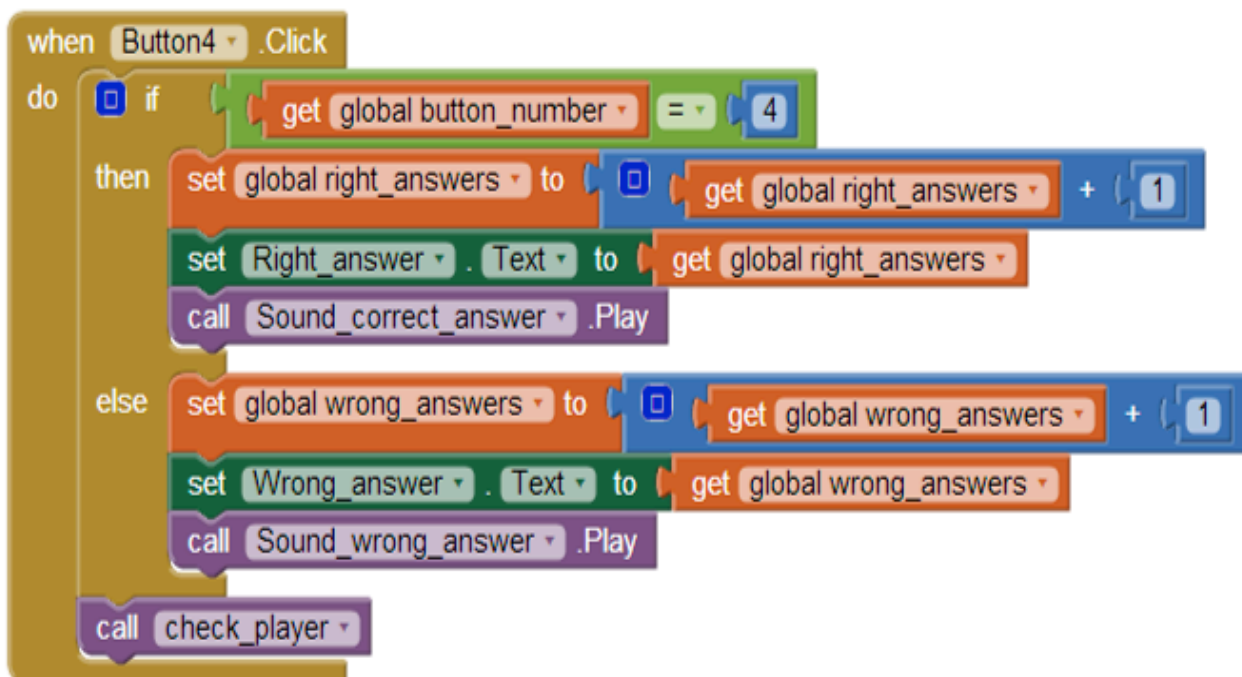 when Button4 .Click
do if get global button_number = 4
then set global right_answers to get global right_answers + 1
set Right_answer . Text to get global right_answers
call Sound_correct_answer .Play
else set global wrong_answers to get global wrong_answers + 1
set Wrong_answer . Text to get global wrong_answers
call Sound_wrong_answer .Play
call check_player